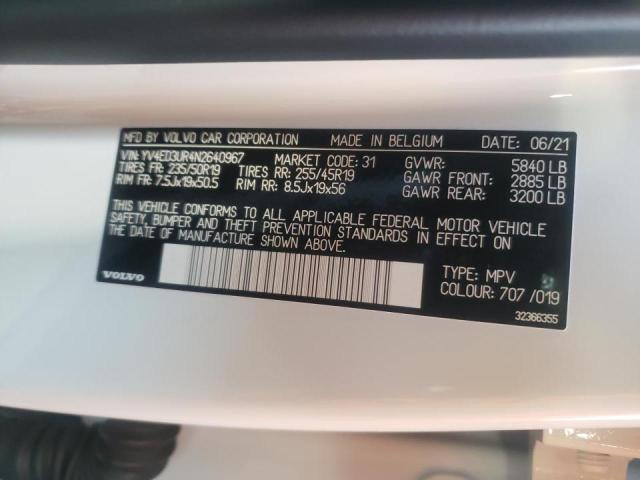 MFD BY VOLVO CAR CORPORATION MADE IN BELGIUM DATE: 06/21
VIN: YV4ED3UR4N2640967 MARKET CODE: 31 GVWR: 5840 LB
TIRES FR: 235/50R19 TIRES RR: 255/45R19 GAWR FRONT: 2885 LB
RIM FR: 7.5Jx19x50.5 RIM RR: 8.5Jx19x56 GAWR REAR: 3200 LB
THIS VEHICLE CONFORMS TO ALL APPLICABLE FEDERAL MOTOR VEHICLE
SAFETY, BUMPER AND THEFT PREVENTION STANDARDS IN EFFECT ON
THE DATE OF MANUFACTURE SHOWN ABOVE.
VOLVO
TYPE: MPV
COLOUR: 707 /019
32366355